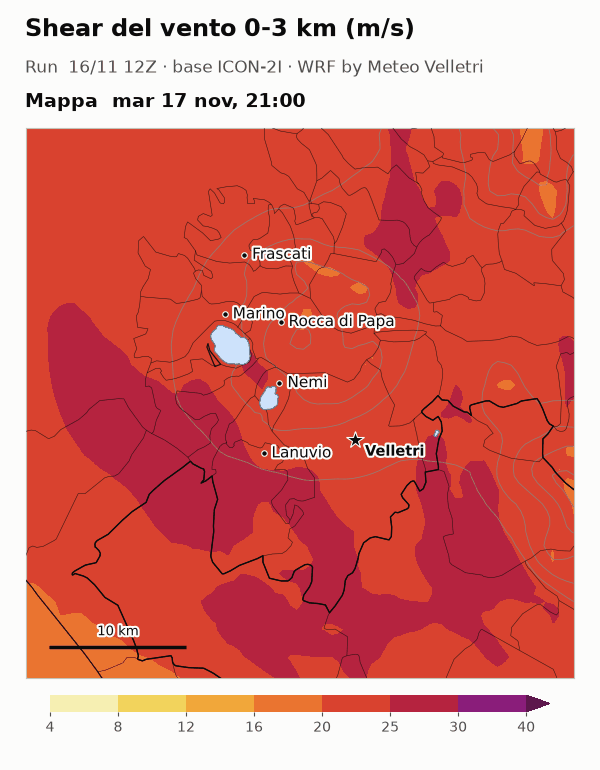 Shear del vento 0-3 km (m/s)
Run  16/11 12Z · base ICON-2I · WRF by Meteo Velletri
Mappa  mar 17 nov, 21:00
Frascati
Marino
Rocca di Papa
Nemi
Velletri
Lanuvio
10 km
4 8 12 16 20 25 30 40